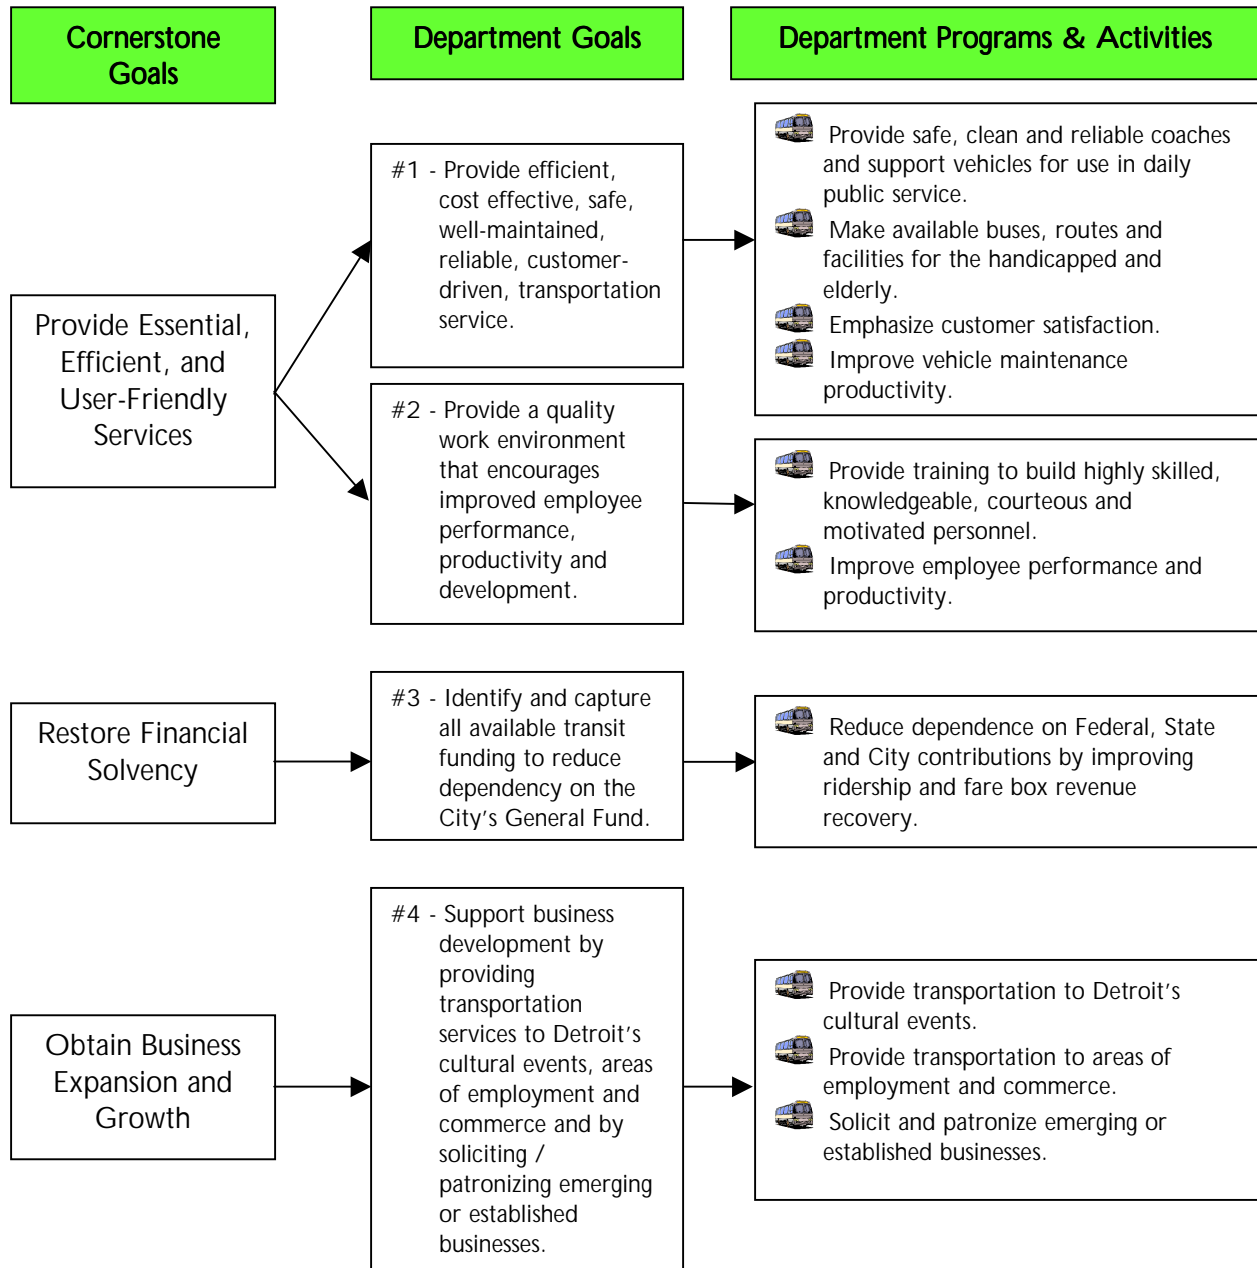 Cornerstone
Goals
Department Goals
Department Programs & Activities
Provide Essential,
Efficient, and
User-Friendly
Services
#1 - Provide efficient,
cost effective, safe,
well-maintained,
reliable, customer-
driven, transportation
service.
Provide safe, clean and reliable coaches
and support vehicles for use in daily
public service.
Make available buses, routes and
facilities for the handicapped and
elderly.
Emphasize customer satisfaction.
Improve vehicle maintenance
productivity.
#2 - Provide a quality
work environment
that encourages
improved employee
performance,
productivity and
development.
Provide training to build highly skilled,
knowledgeable, courteous and
motivated personnel.
Improve employee performance and
productivity.
Restore Financial
Solvency
#3 - Identify and capture
all available transit
funding to reduce
dependency on the
City's General Fund.
Reduce dependence on Federal, State
and City contributions by improving
ridership and fare box revenue
recovery.
Obtain Business
Expansion and
Growth
#4 - Support business
development by
providing
transportation
services to Detroit's
cultural events, areas
of employment and
commerce and by
soliciting /
patronizing emerging
or established
businesses.
Provide transportation to Detroit's
cultural events.
Provide transportation to areas of
employment and commerce.
Solicit and patronize emerging or
established businesses.